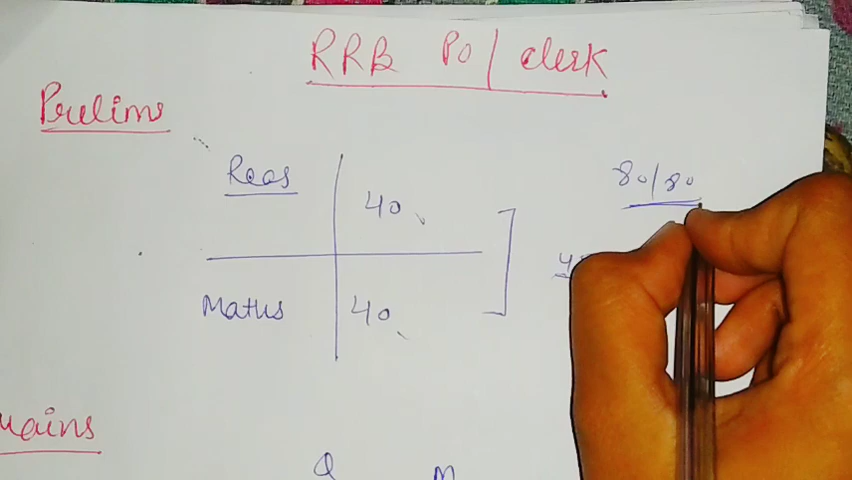 RRB Po / clerk
Prelims
Reas 40
80/80
Maths 40
mains
Q M